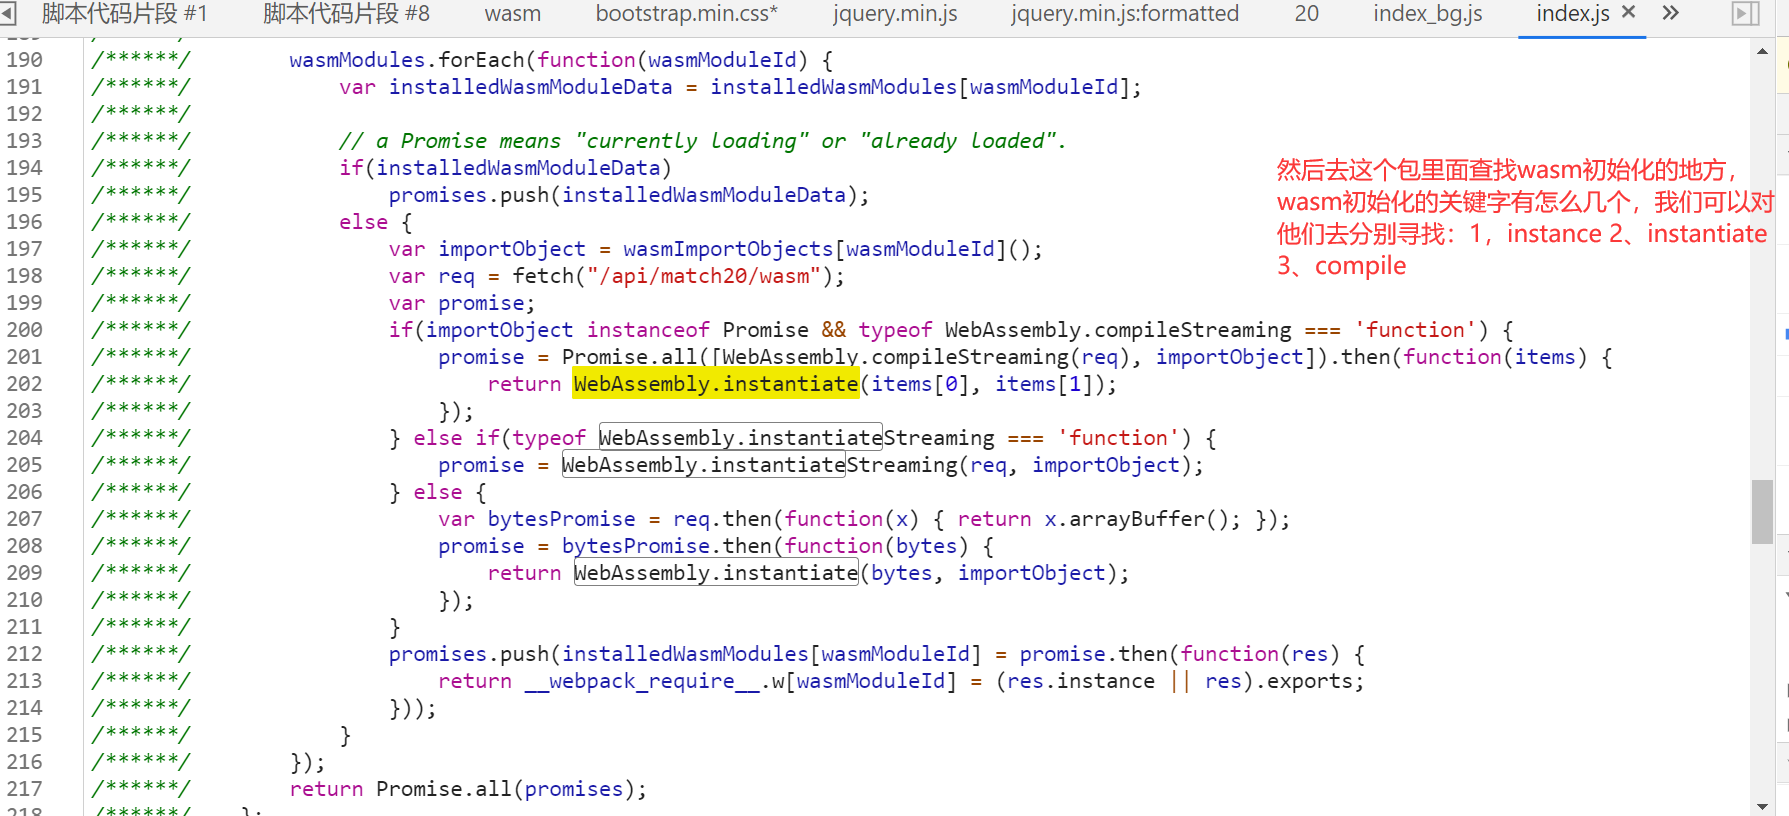 脚本代码片段 #1 脚本代码片段 #8 wasm bootstrap.min.css* jquery.min.js jquery.min.js:formatted 20 index_bg.js index.js × »
190 /******/ wasmModules.forEach(function(wasmModuleId) {
191 /******/ var installedWasmModuleData = installedWasmModules[wasmModuleId];
192 /******/
193 /******/ // a Promise means "currently loading" or "already loaded".
194 /******/ if(installedWasmModuleData)
195 /******/ promises.push(installedWasmModuleData);
196 /******/ else {
197 /******/ var importObject = wasmImportObjects[wasmModuleId]();
198 /******/ var req = fetch("/api/match20/wasm");
199 /******/ var promise;
200 /******/ if(importObject instanceof Promise && typeof WebAssembly.compileStreaming === 'function') {
201 /******/ promise = Promise.all([WebAssembly.compileStreaming(req), importObject]).then(function(items) {
202 /******/ return WebAssembly.instantiate(items[0], items[1]);
203 /******/ });
204 /******/ } else if(typeof WebAssembly.instantiateStreaming === 'function') {
205 /******/ promise = WebAssembly.instantiateStreaming(req, importObject);
206 /******/ } else {
207 /******/ var bytesPromise = req.then(function(x) { return x.arrayBuffer(); });
208 /******/ promise = bytesPromise.then(function(bytes) {
209 /******/ return WebAssembly.instantiate(bytes, importObject);
210 /******/ });
211 /******/ }
212 /******/ promises.push(installedWasmModules[wasmModuleId] = promise.then(function(res) {
213 /******/ return __webpack_require__.w[wasmModuleId] = (res.instance || res).exports;
214 /******/ }));
215 /******/ }
216 /******/ });
217 /******/ return Promise.all(promises);
218 /******/ };
然后去这个包里面查找wasm初始化的地方，
wasm初始化的关键字有怎么几个，我们可以对
他们去分别寻找：1，instance 2、instantiate
3、compile